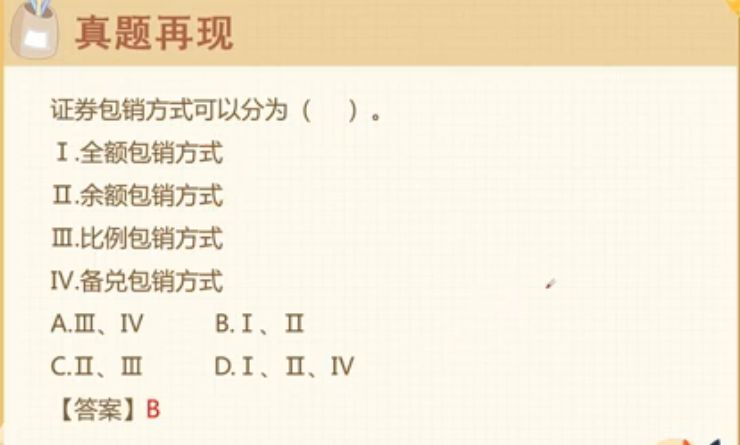 真题再现
证券包销方式可以分为（ ）。
Ⅰ.全额包销方式
Ⅱ.余额包销方式
Ⅲ.比例包销方式
Ⅳ.备兑包销方式
A.Ⅲ、Ⅳ B.Ⅰ、Ⅱ
C.Ⅱ、Ⅲ D.Ⅰ、Ⅱ、Ⅳ
【答案】B